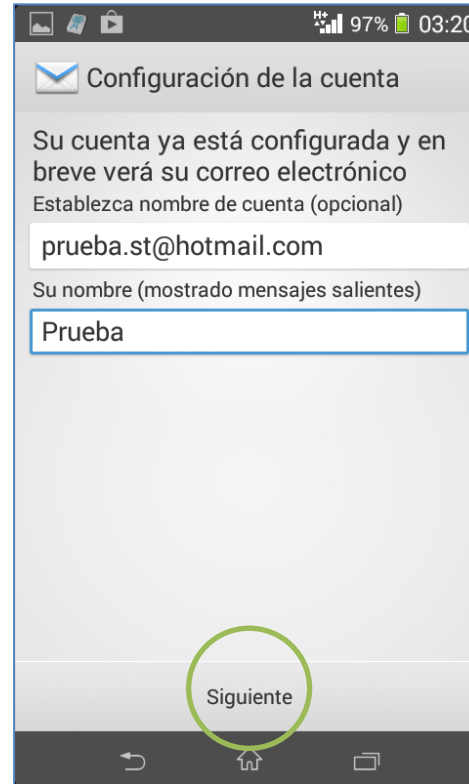 H+ 97% 03:20
Configuración de la cuenta
Su cuenta ya está configurada y en
breve verá su correo electrónico
Establezca nombre de cuenta (opcional)
prueba.st@hotmail.com
Su nombre (mostrado mensajes salientes)
Prueba
Siguiente